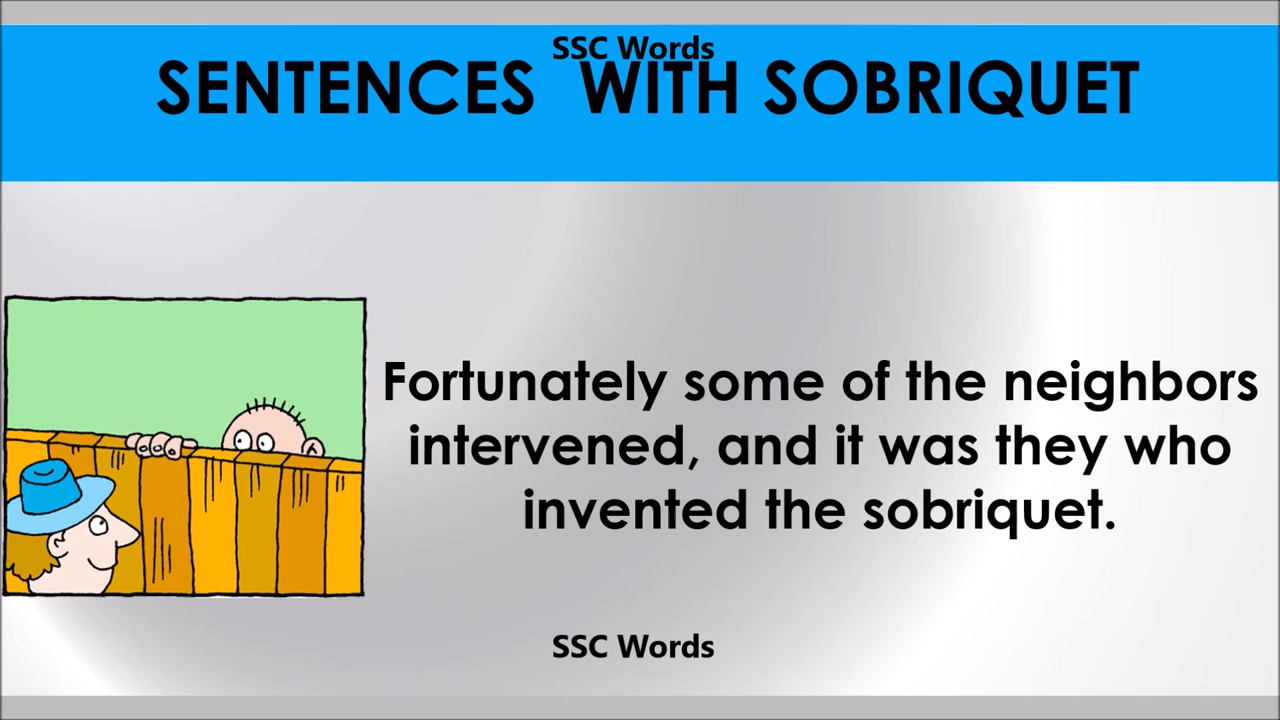 SSC Words
SENTENCES WITH SOBRIQUET
Fortunately some of the neighbors
intervened, and it was they who
invented the sobriquet.
SSC Words